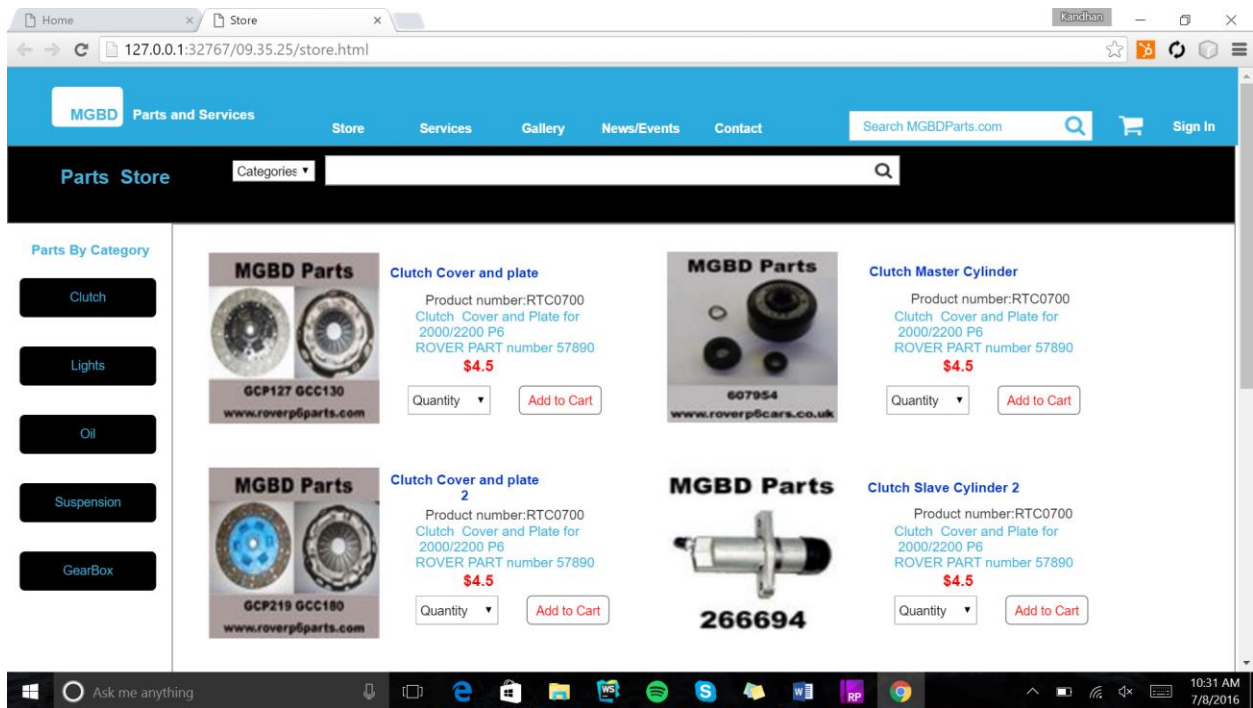 Home
Store
Kandhan
127.0.0.1:32767/09.35.25/store.html
MGBD Parts and Services
Store Services Gallery News/Events Contact
Search MGBDParts.com
Sign In
Parts Store
Categories
Parts By Category
Clutch
Lights
Oil
Suspension
GearBox
MGBD Parts
GCP127 GCC130
www.roverp6parts.com
Clutch Cover and plate
Product number:RTC0700
Clutch Cover and Plate for
2000/2200 P6
ROVER PART number 57890
$4.5
Quantity
Add to Cart
MGBD Parts
607954
www.roverp6cars.co.uk
Clutch Master Cylinder
Product number:RTC0700
Clutch Cover and Plate for
2000/2200 P6
ROVER PART number 57890
$4.5
Quantity
Add to Cart
MGBD Parts
GCP219 GCC180
www.roverp6parts.com
Clutch Cover and plate
2
Product number:RTC0700
Clutch Cover and Plate for
2000/2200 P6
ROVER PART number 57890
$4.5
Quantity
Add to Cart
MGBD Parts
266694
Clutch Slave Cylinder 2
Product number:RTC0700
Clutch Cover and Plate for
2000/2200 P6
ROVER PART number 57890
$4.5
Quantity
Add to Cart
Ask me anything
WS
RP
10:31 AM
7/8/2016